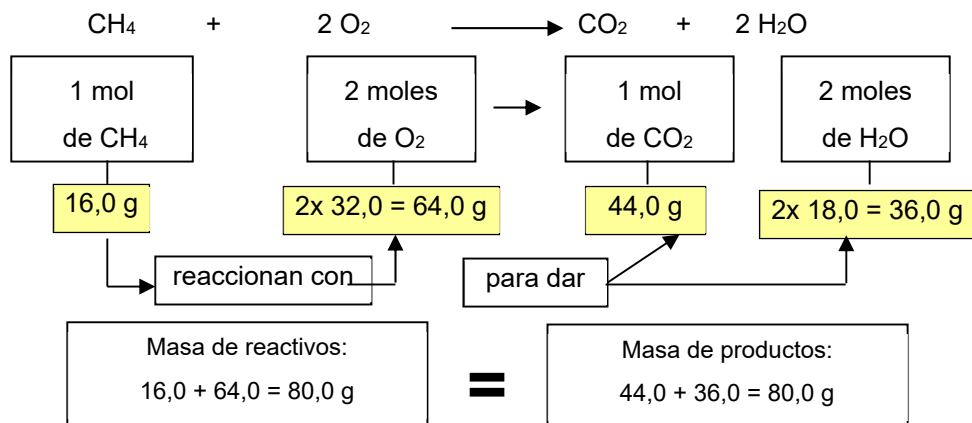 CH4 + 2 O2 CO2 + 2 H2O
1 mol
de CH4
2 moles
de O2
1 mol
de CO2
2 moles
de H2O
16,0 g
2x 32,0 = 64,0 g
44,0 g
2x 18,0 = 36,0 g
reaccionan con
para dar
Masa de reactivos:
16,0 + 64,0 = 80,0 g
=
Masa de productos:
44,0 + 36,0 = 80,0 g